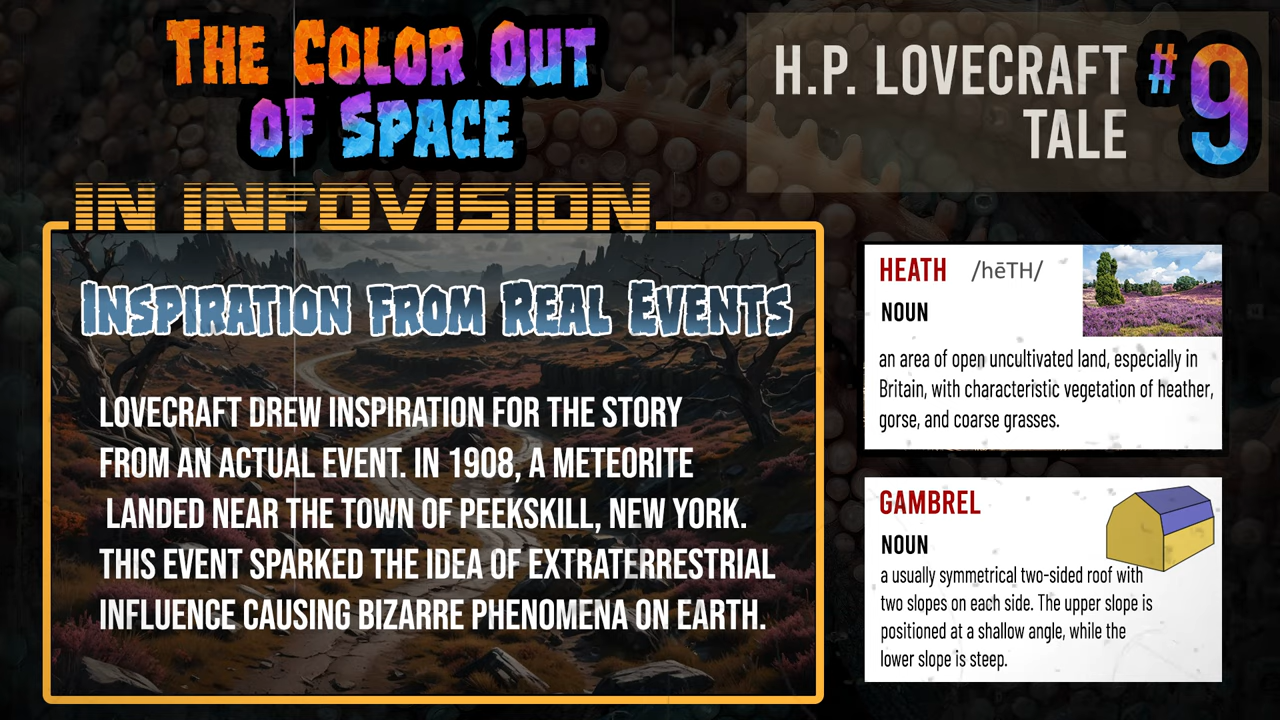 The Color Out
of Space
H.P. LOVECRAFT
TALE
#9
IN INFOVISION
Inspiration from Real Events
LOVECRAFT DREW INSPIRATION FOR THE STORY
FROM AN ACTUAL EVENT. IN 1908, A METEORITE
LANDED NEAR THE TOWN OF PEEKSKILL, NEW YORK.
THIS EVENT SPARKED THE IDEA OF EXTRATERRESTRIAL
INFLUENCE CAUSING BIZARRE PHENOMENA ON EARTH.
HEATH /hēTH/
NOUN
an area of open uncultivated land, especially in
Britain, with characteristic vegetation of heather,
gorse, and coarse grasses.
GAMBREL
NOUN
a usually symmetrical two-sided roof with
two slopes on each side. The upper slope is
positioned at a shallow angle, while the
lower slope is steep.